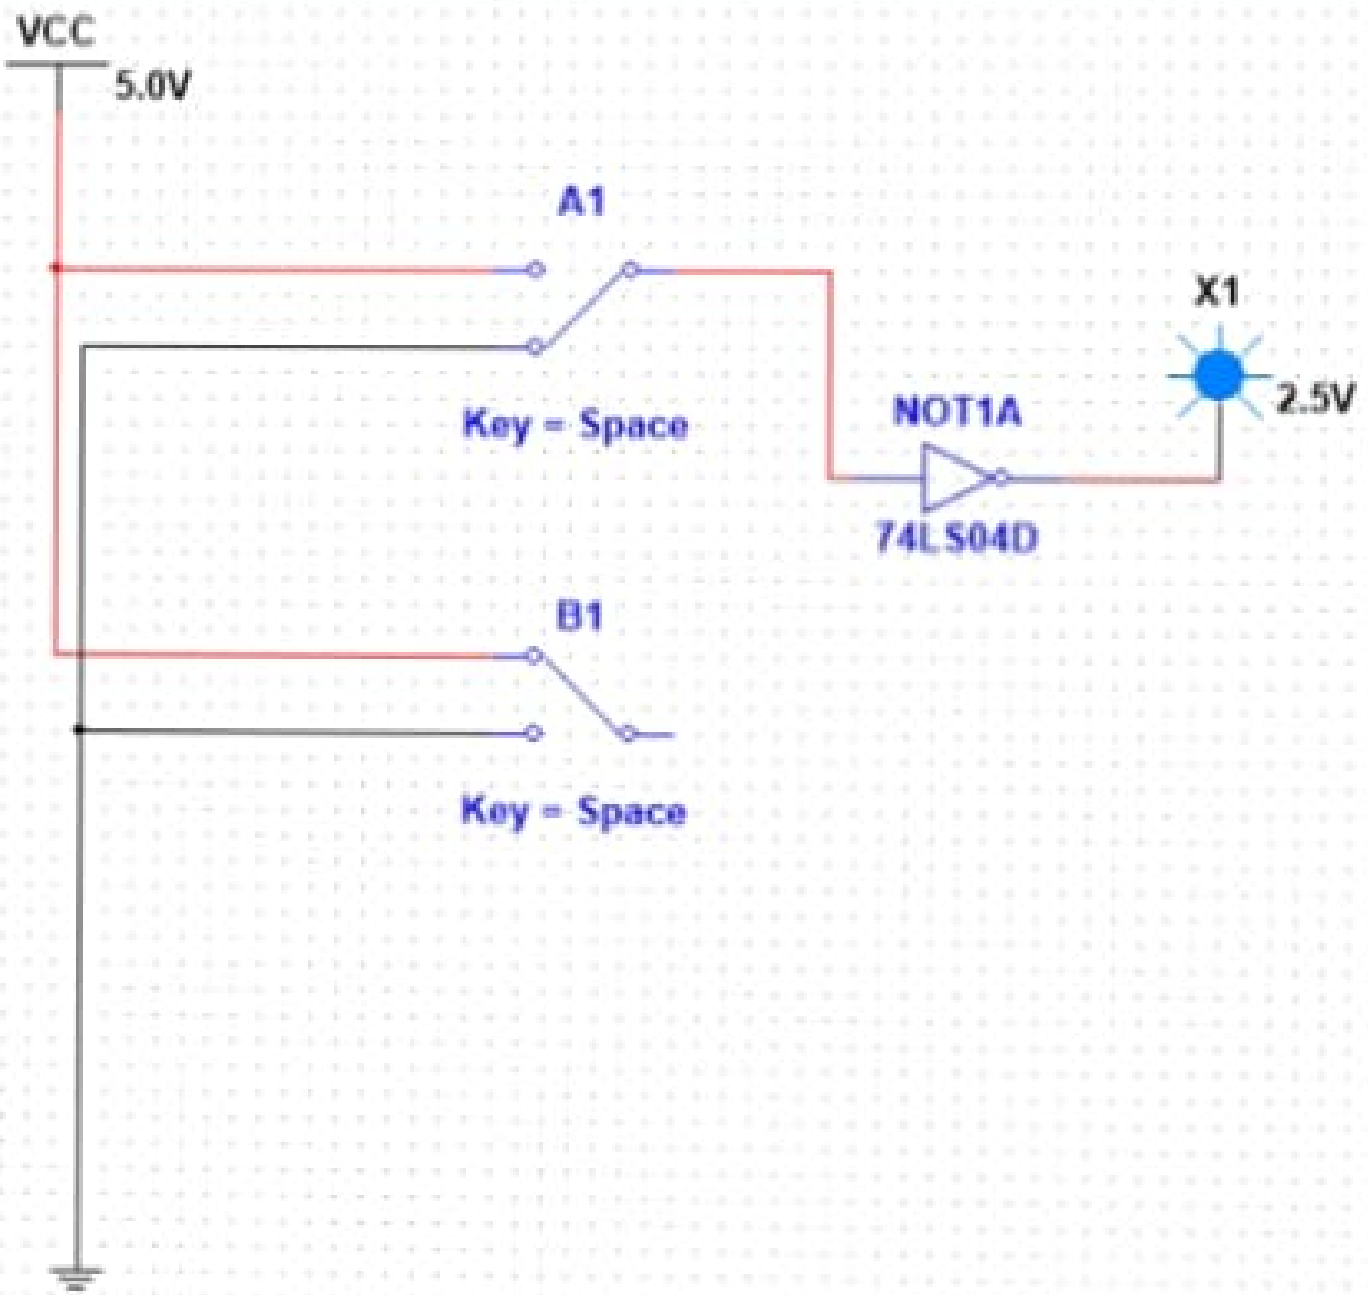 VCC
5.0V
A1
X1
2.5V
Key = Space
NOT1A
74LS04D
B1
Key = Space